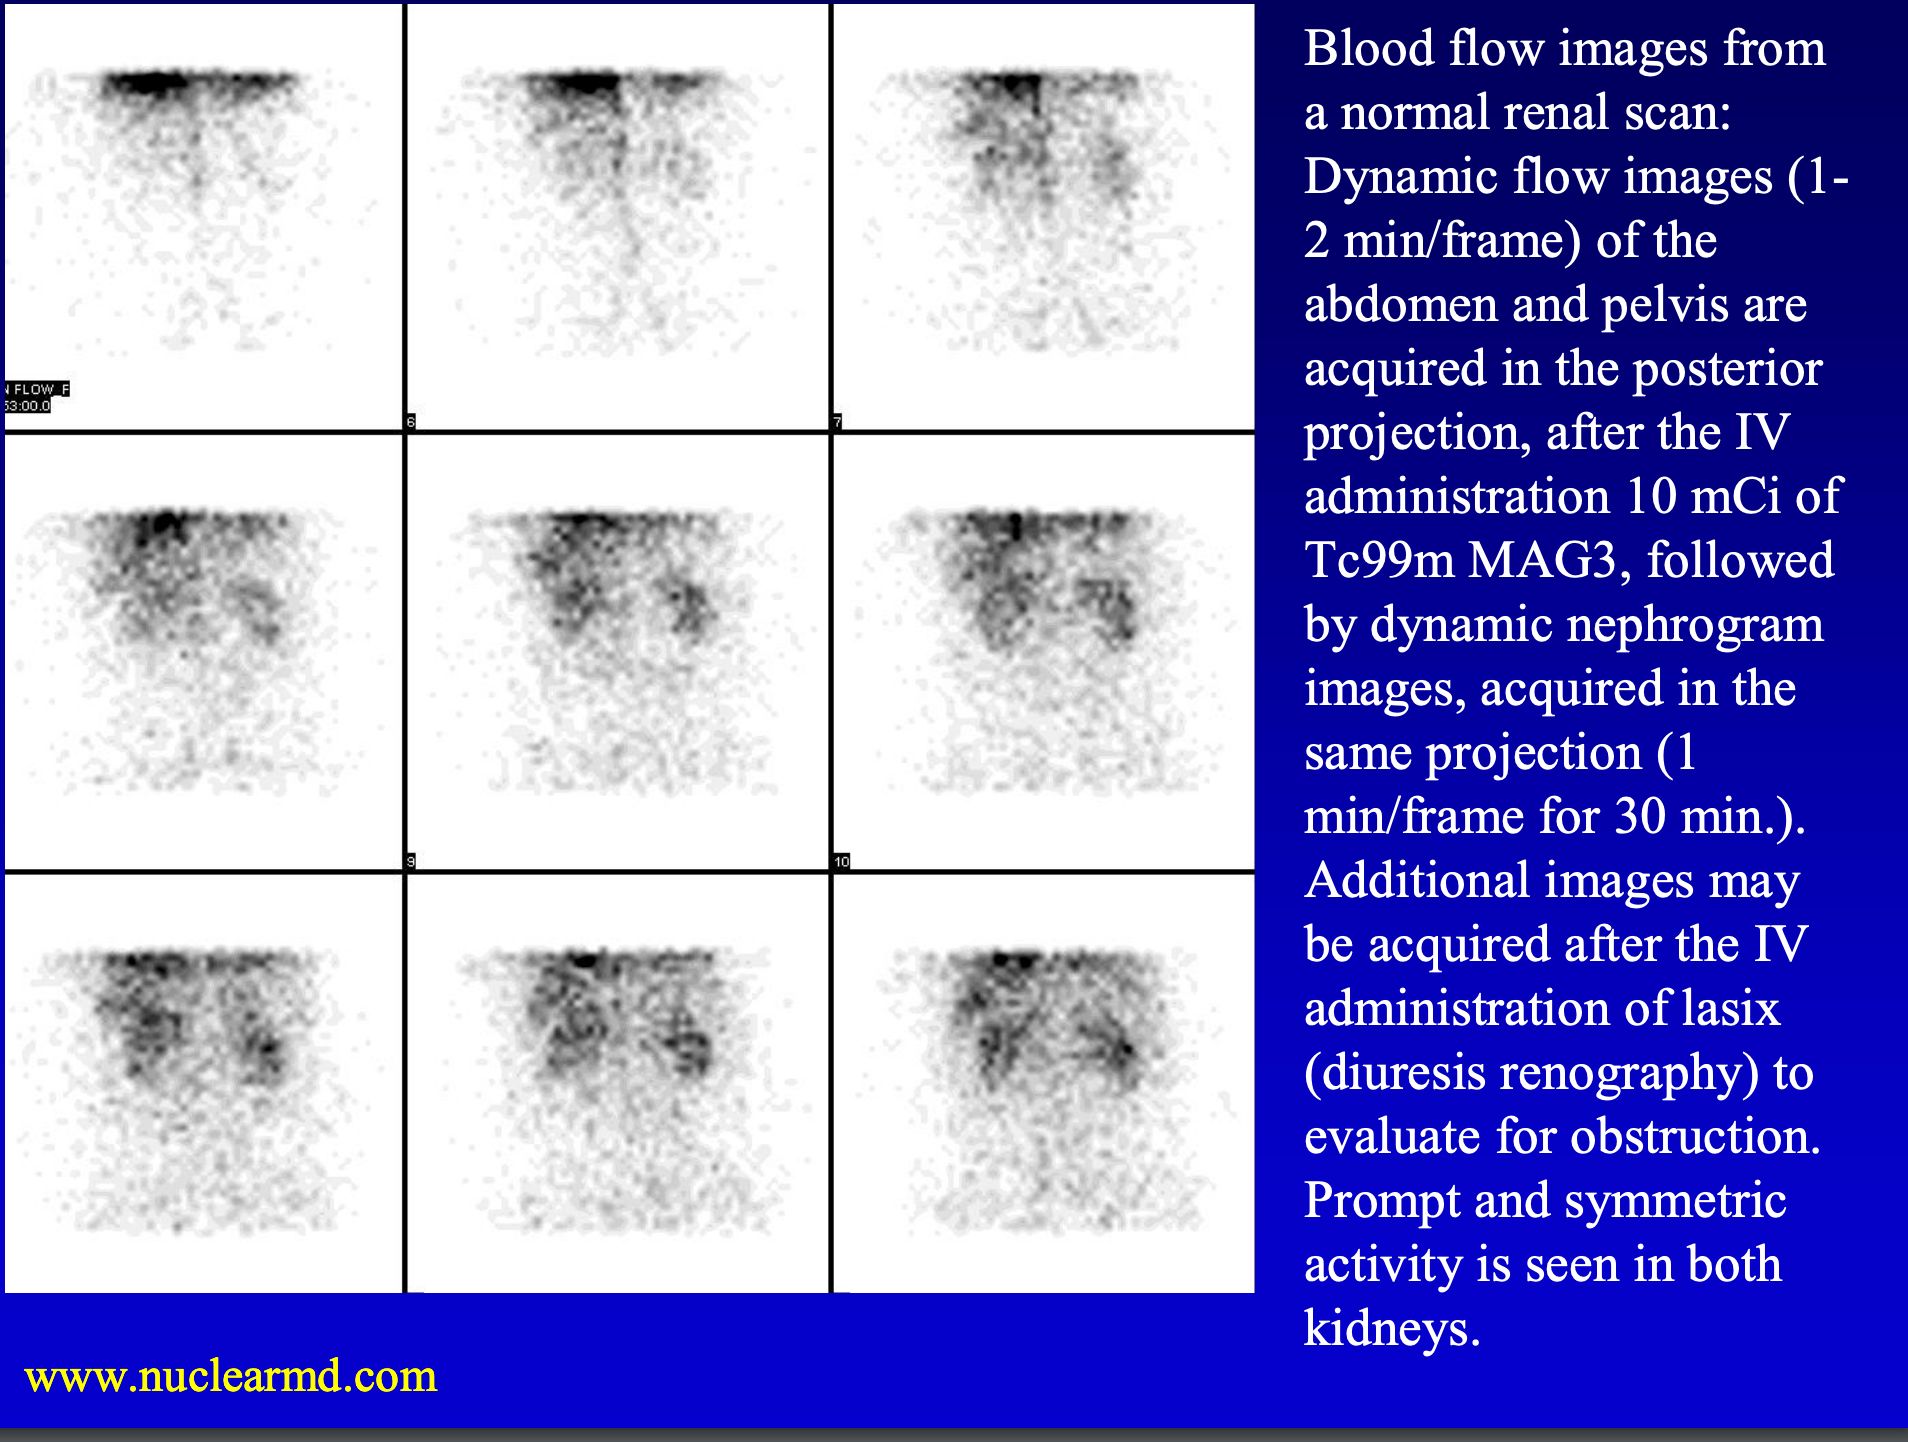 Blood flow images from
a normal renal scan:
Dynamic flow images (1-
2 min/frame) of the
abdomen and pelvis are
acquired in the posterior
projection, after the IV
administration 10 mCi of
Tc99m MAG3, followed
by dynamic nephrogram
images, acquired in the
same projection (1
min/frame for 30 min.).
Additional images may
be acquired after the IV
administration of lasix
(diuresis renography) to
evaluate for obstruction.
Prompt and symmetric
activity is seen in both
kidneys.
FLOW
53:00.0
6
7
9
10
www.nuclearmd.com